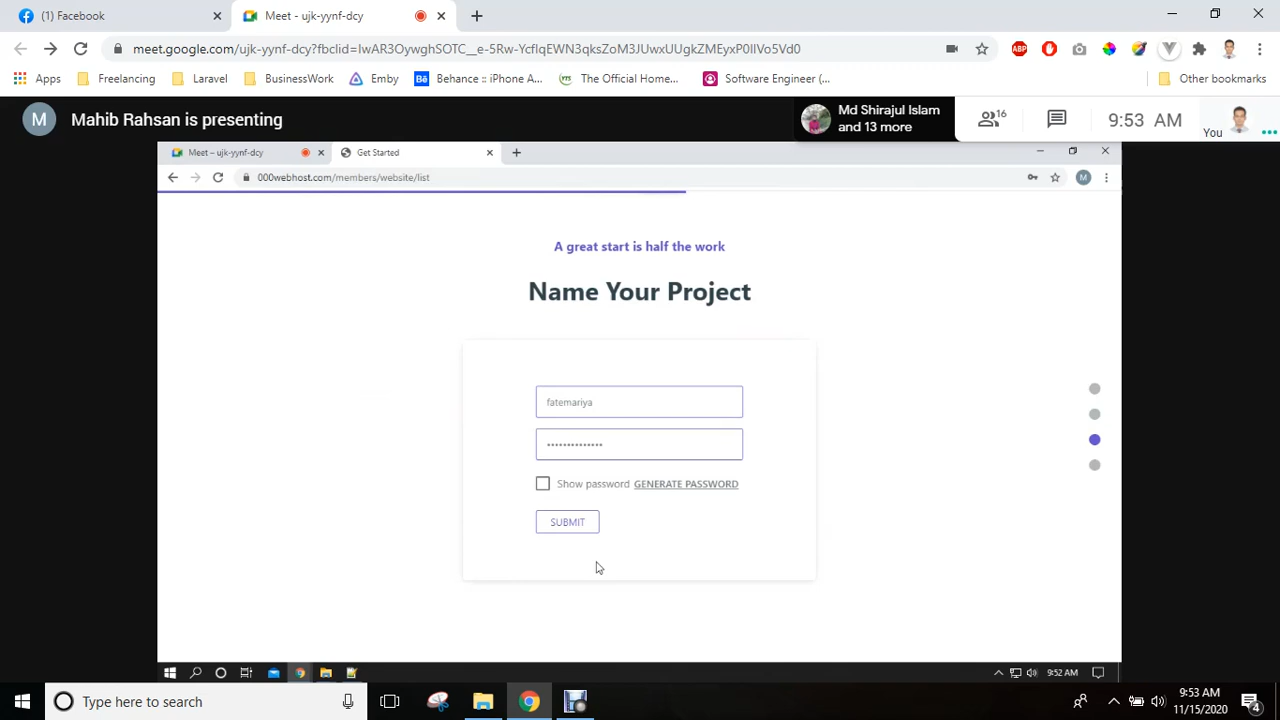 (1) Facebook
Meet - ujk-yynf-dcy
meet.google.com/ujk-yynf-dcy?fbclid=IwAR3OywghSOTC__e-5Rw-YcfIqEWN3qksZoM3JUwxUUgkZMEyxP0IIVo5Vd0
ABP
Apps
Freelancing
Laravel
BusinessWork
Emby
Behance :: iPhone A...
The Official Home...
Software Engineer (...
Other bookmarks
M
Mahib Rahsan is presenting
Md Shirajul Islam
and 13 more
16
9:53 AM
You
Meet – ujk-yynf-dcy
Get Started
000webhost.com/members/website/list
M
A great start is half the work
Name Your Project
fatemariya
••••••••••••••
Show password GENERATE PASSWORD
SUBMIT
9:52 AM
Type here to search
9:53 AM
11/15/2020
4